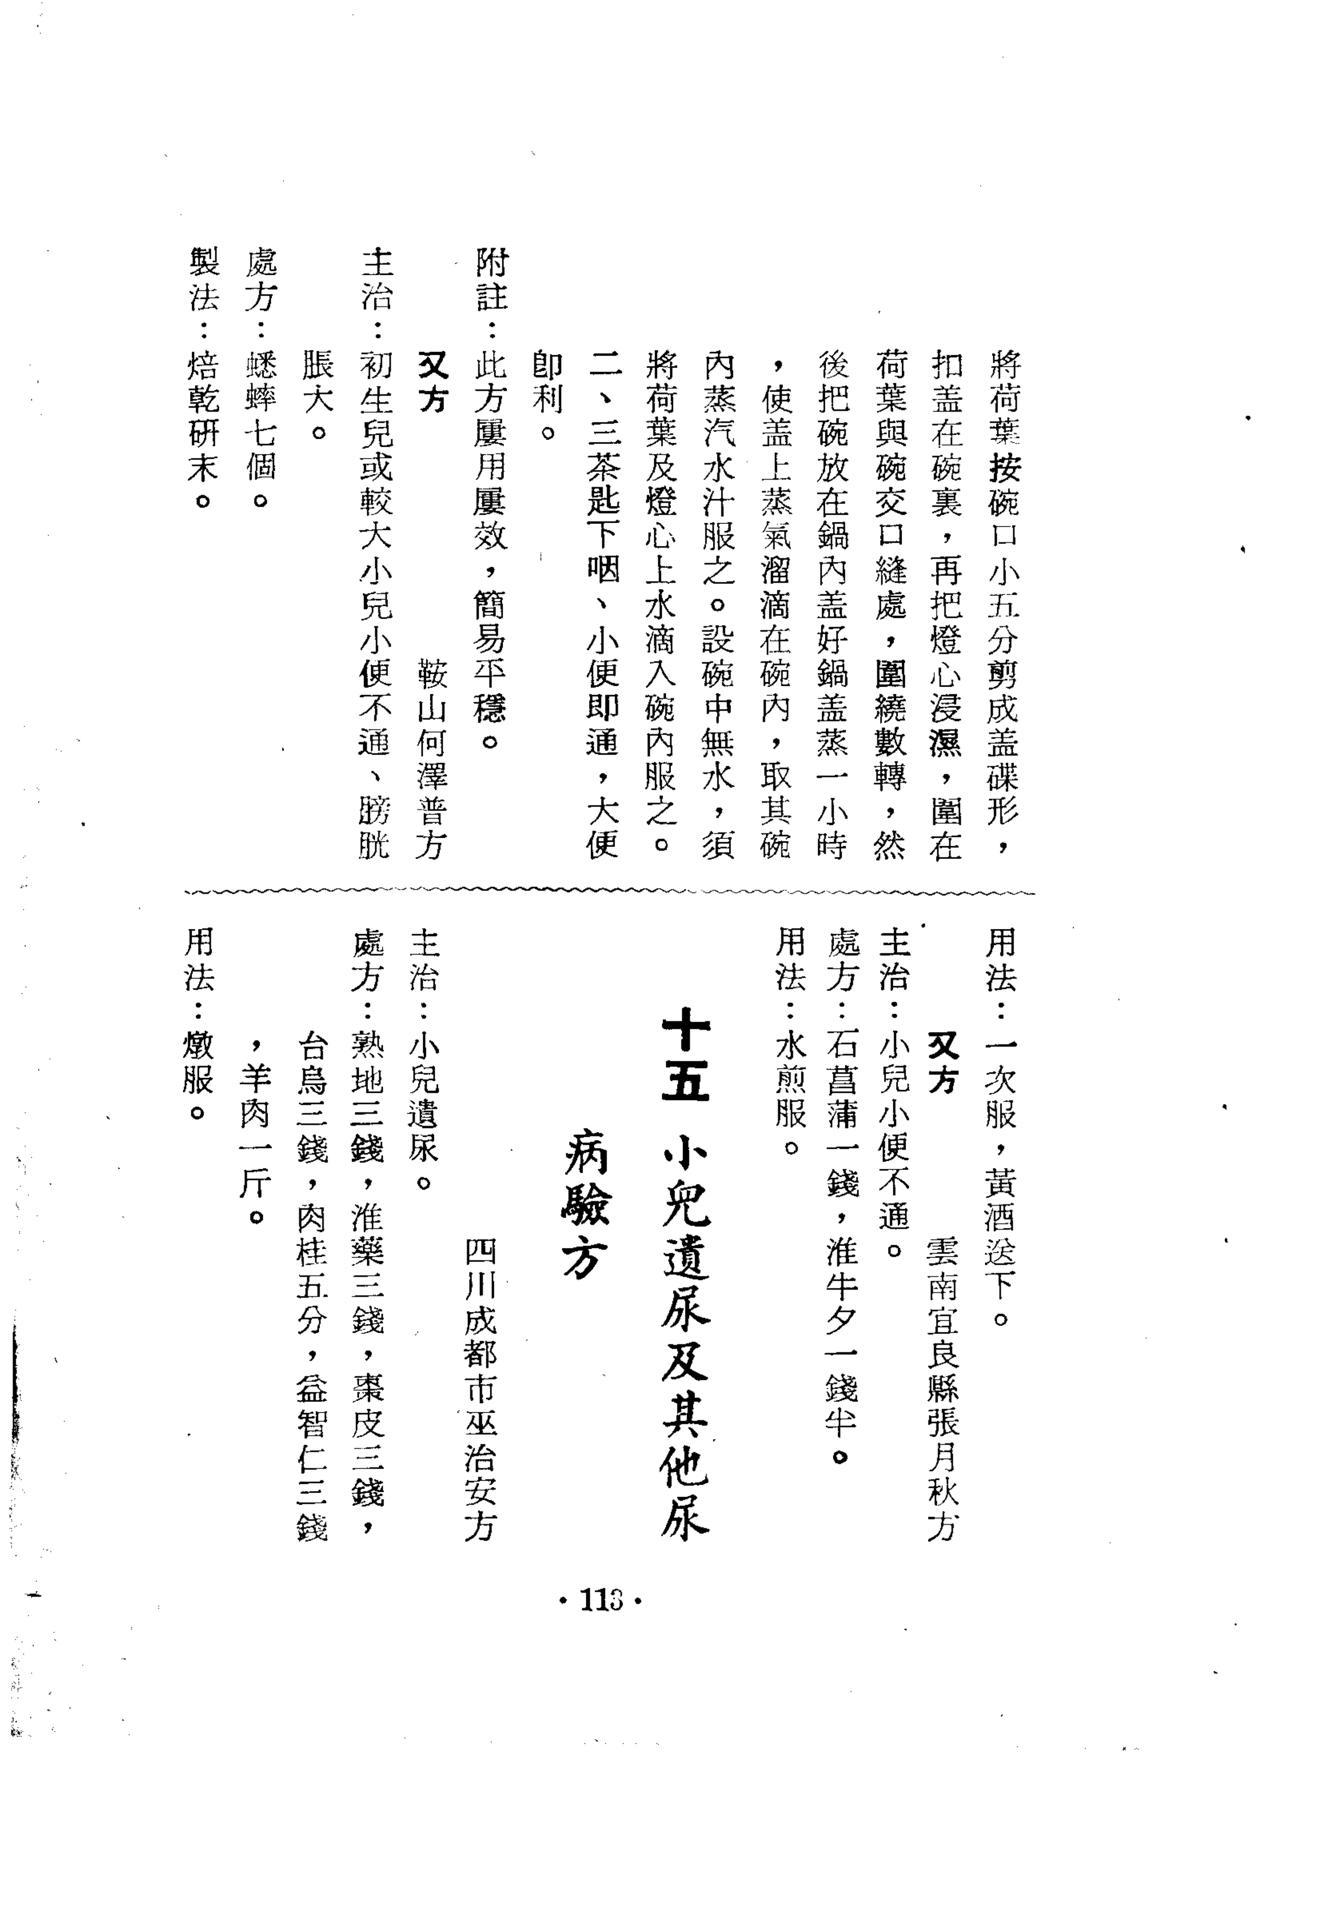 將荷葉按碗口小五分剪成盖碟形，
扣盖在碗裏，再把燈心浸濕，圍在
荷葉與碗交口縫處，圍繞數轉，然
後把碗放在鍋內盖好鍋盖蒸一小時
，使盖上蒸氣溜滴在碗內，取其碗
內蒸汽水汁服之。設碗中無水，須
將荷葉及燈心上水滴入碗內服之。
二、三茶匙下咽、小便即通，大便
卽利。
附註：此方屢用屢效，簡易平穩。
又方　鞍山何澤普方
主治：初生兒或較大小兒小便不通、膀胱
脹大。
處方：蟋蟀七個。
製法：焙乾研末。
用法：一次服，黃酒送下。
又方　雲南宜良縣張月秋方
主治：小兒小便不通。
處方：石菖蒲一錢，淮牛夕一錢半。
用法：水煎服。
十五 小兒遺尿及其他尿
病驗方
四川成都市巫治安方
主治：小兒遺尿。
處方：熟地三錢，淮藥三錢，棗皮三錢，
台烏三錢，肉桂五分，益智仁三錢
，羊肉一斤。
用法：燉服。
·113·